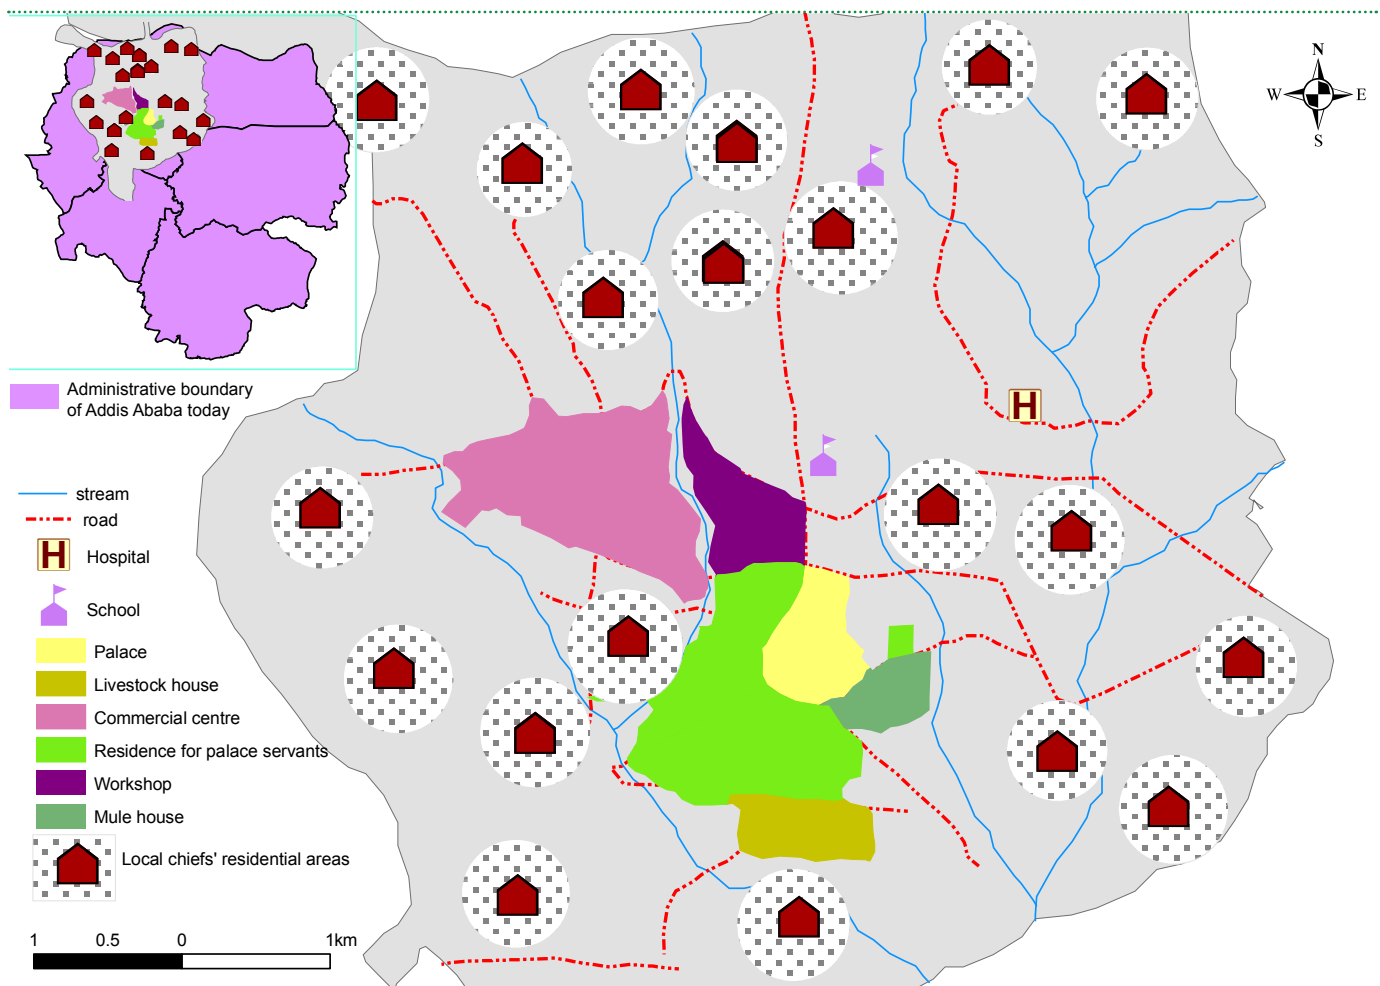 N
W
E
S
Administrative boundary
of Addis Ababa today
stream
road
H
H Hospital
School
Palace
Livestock house
Commercial centre
Residence for palace servants
Workshop
Mule house
Local chiefs' residential areas
1 0.5 0 1km